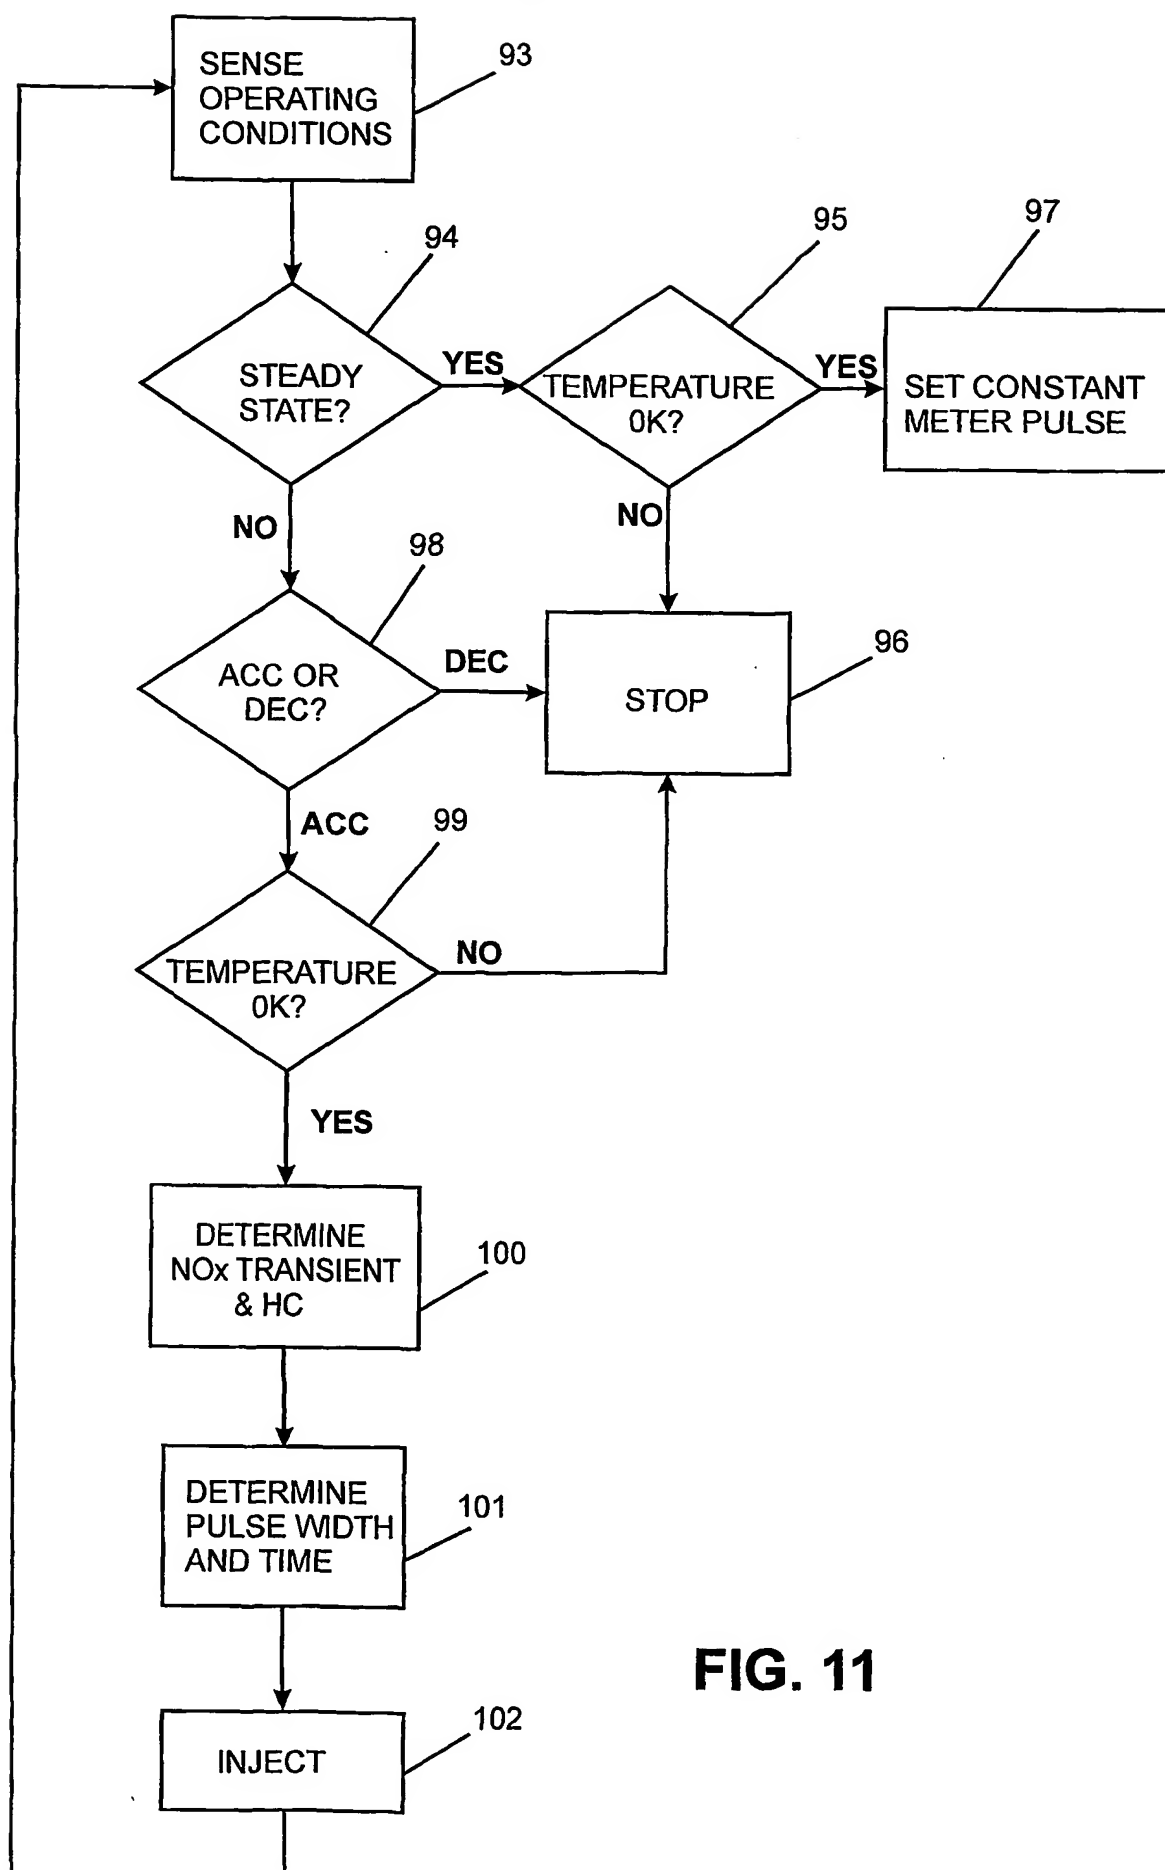 93
SENSE
OPERATING
CONDITIONS
94
95
97
STEADY
STATE?
YES
TEMPERATURE
0K?
YES
SET CONSTANT
METER PULSE
NO
NO
98
ACC OR
DEC?
DEC
STOP
96
ACC
99
TEMPERATURE
0K?
NO
YES
DETERMINE
NOx TRANSIENT
& HC
100
DETERMINE
PULSE WIDTH
AND TIME
101
INJECT
102
FIG. 11